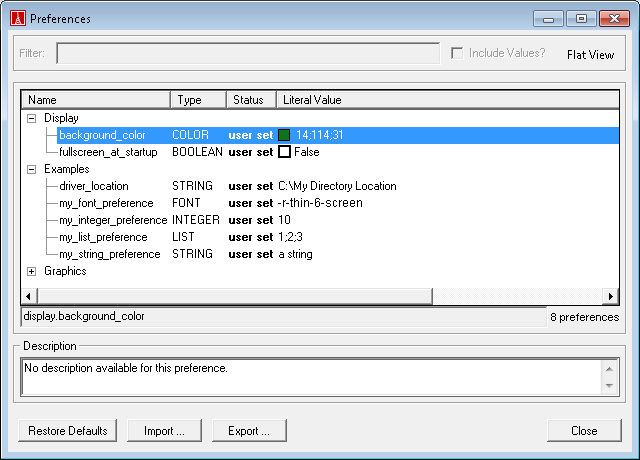 Preferences
Filter: Include Values? Flat View
Name Type Status Literal Value
Display
background_color COLOR user set 14;114;31
fullscreen_at_startup BOOLEAN user set False
Examples
driver_location STRING user set C:\My Directory Location
my_font_preference FONT user set -r-thin-6-screen
my_integer_preference INTEGER user set 10
my_list_preference LIST user set 1;2;3
my_string_preference STRING user set a string
Graphics
display.background_color 8 preferences
Description
No description available for this preference.
Restore Defaults Import ... Export ... Close